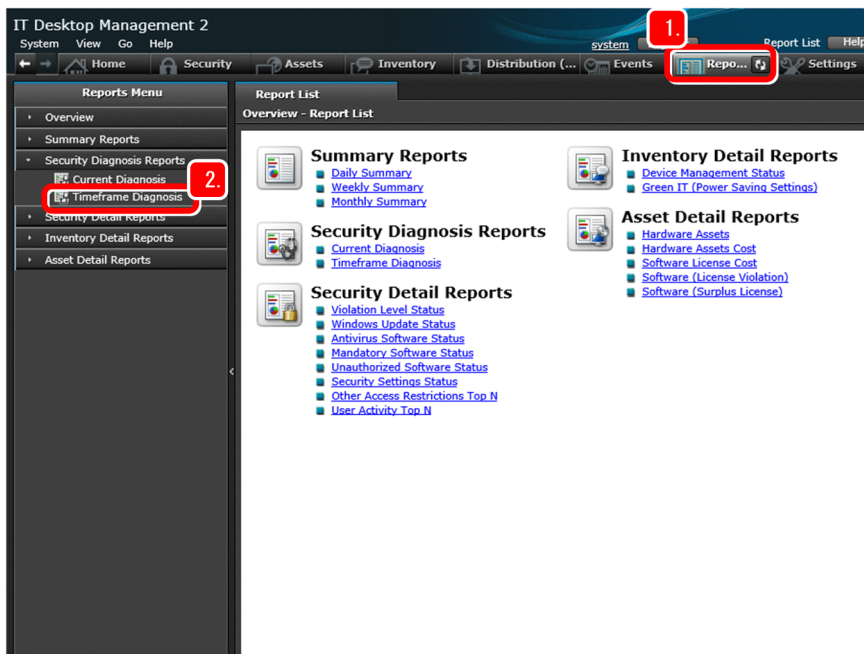 IT Desktop Management 2
System View Go Help
system
Report List Help
1.
Home Security Assets Inventory Distribution (... Events Repo... Settings
Reports Menu
Overview
Summary Reports
Security Diagnosis Reports
Current Diagnosis
2.
Timeframe Diagnosis
Security Detail Reports
Inventory Detail Reports
Asset Detail Reports
Report List
Overview - Report List
Summary Reports
Daily Summary
Weekly Summary
Monthly Summary
Security Diagnosis Reports
Current Diagnosis
Timeframe Diagnosis
Security Detail Reports
Violation Level Status
Windows Update Status
Antivirus Software Status
Mandatory Software Status
Unauthorized Software Status
Security Settings Status
Other Access Restrictions Top N
User Activity Top N
Inventory Detail Reports
Device Management Status
Green IT (Power Saving Settings)
Asset Detail Reports
Hardware Assets
Hardware Assets Cost
Software License Cost
Software (License Violation)
Software (Surplus License)